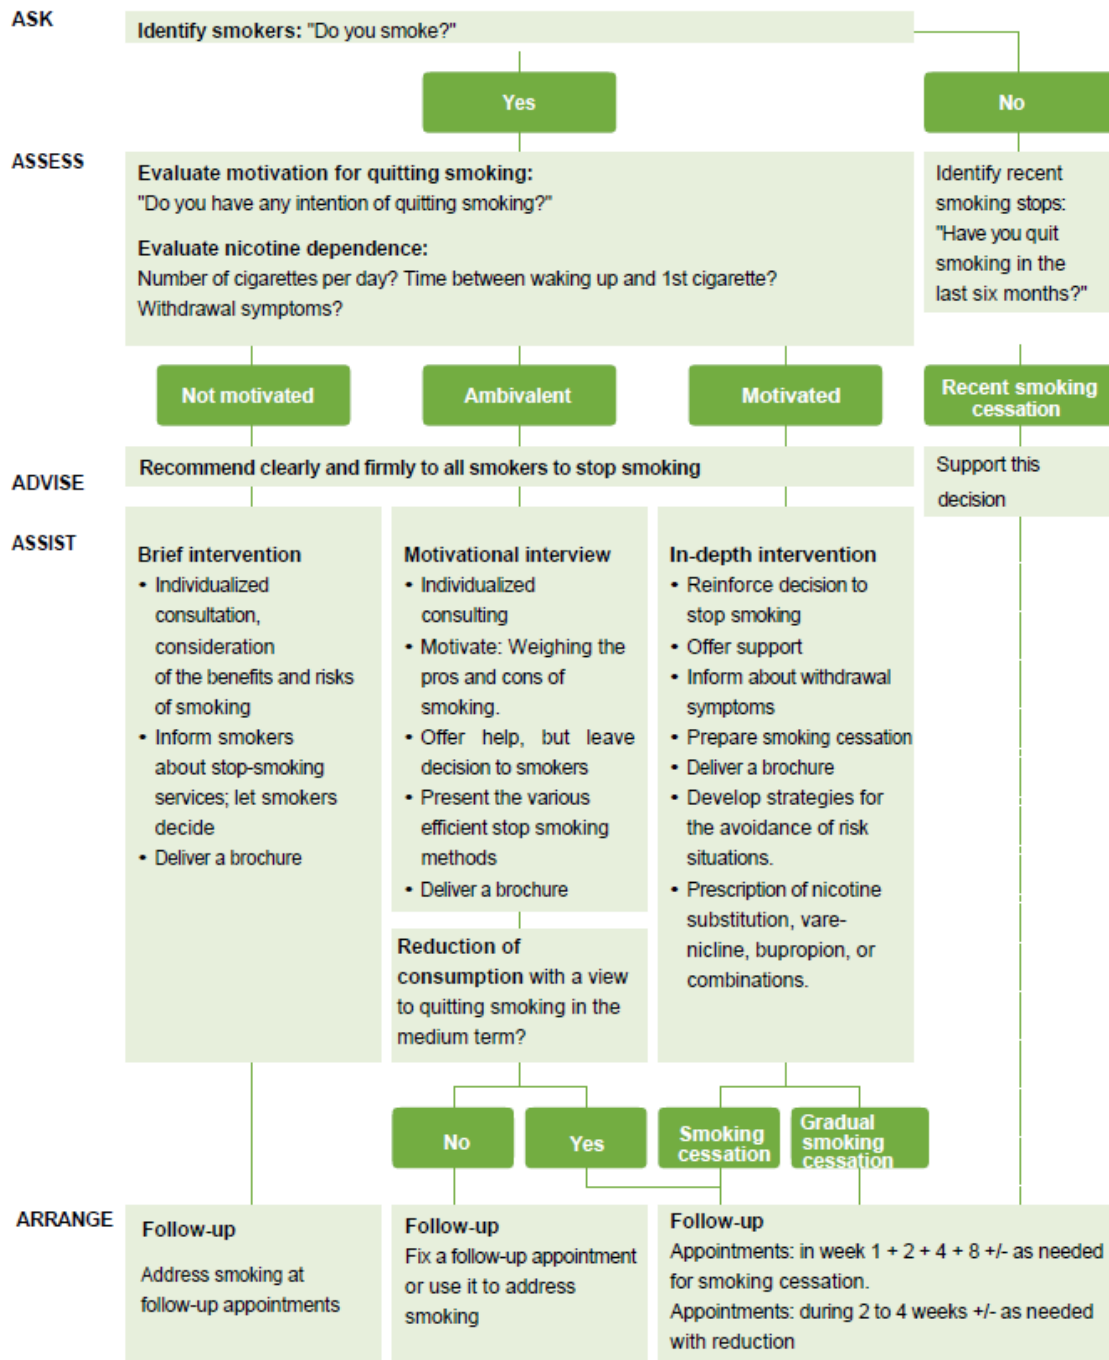 ASK
Identify smokers: "Do you smoke?"
Yes
No
ASSESS
Evaluate motivation for quitting smoking:
"Do you have any intention of quitting smoking?"
Evaluate nicotine dependence:
Number of cigarettes per day? Time between waking up and 1st cigarette?
Withdrawal symptoms?
Identify recent
smoking stops:
"Have you quit
smoking in the
last six months?"
Not motivated
Ambivalent
Motivated
Recent smoking
cessation
ADVISE
Recommend clearly and firmly to all smokers to stop smoking
Support this
decision
ASSIST
Brief intervention
• Individualized
consultation,
consideration
of the benefits and risks
of smoking
• Inform smokers
about stop-smoking
services; let smokers
decide
• Deliver a brochure
Motivational interview
• Individualized
consulting
• Motivate: Weighing the
pros and cons of
smoking.
• Offer help, but leave
decision to smokers
• Present the various
efficient stop smoking
methods
• Deliver a brochure
Reduction of
consumption with a view
to quitting smoking in the
medium term?
In-depth intervention
• Reinforce decision to
stop smoking
• Offer support
• Inform about withdrawal
symptoms
• Prepare smoking cessation
• Deliver a brochure
• Develop strategies for
the avoidance of risk
situations.
• Prescription of nicotine
substitution, vare-
nicline, bupropion, or
combinations.
No
Yes
Smoking
cessation
Gradual
smoking
cessation
ARRANGE
Follow-up
Address smoking at
follow-up appointments
Follow-up
Fix a follow-up appointment
or use it to address
smoking
Follow-up
Appointments: in week 1 + 2 + 4 + 8 +/- as needed
for smoking cessation.
Appointments: during 2 to 4 weeks +/- as needed
with reduction